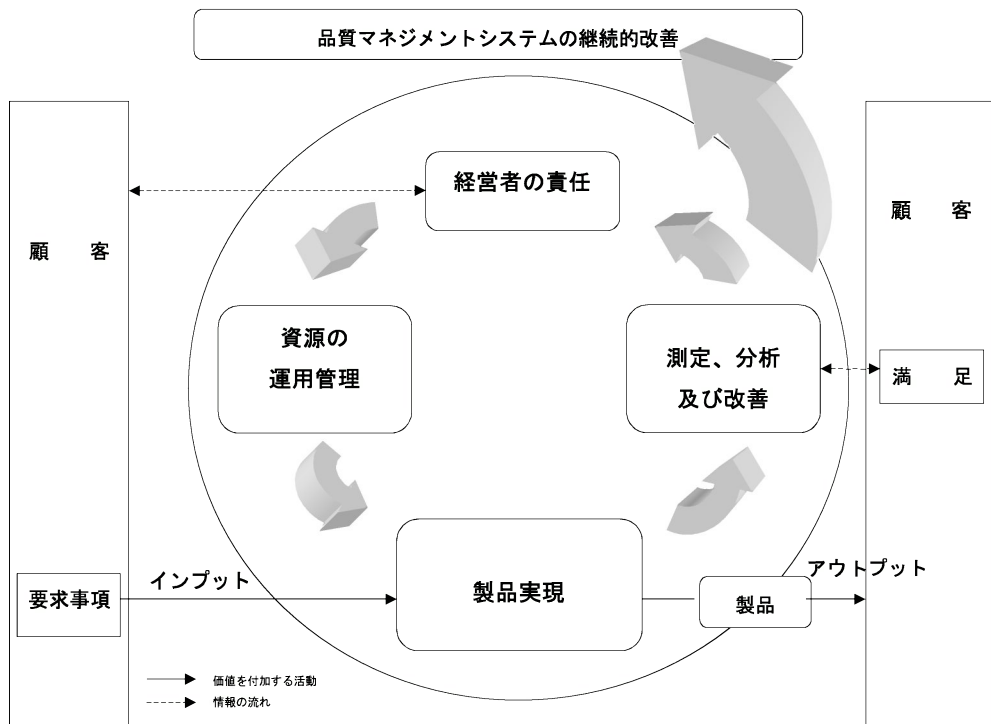 品質マネジメントシステムの継続的改善
経営者の責任
顧　　客
顧　　客
資源の
運用管理
測定、分析
及び改善
満　　足
要求事項
インプット
製品実現
製品
アウトプット
価値を付加する活動
情報の流れ